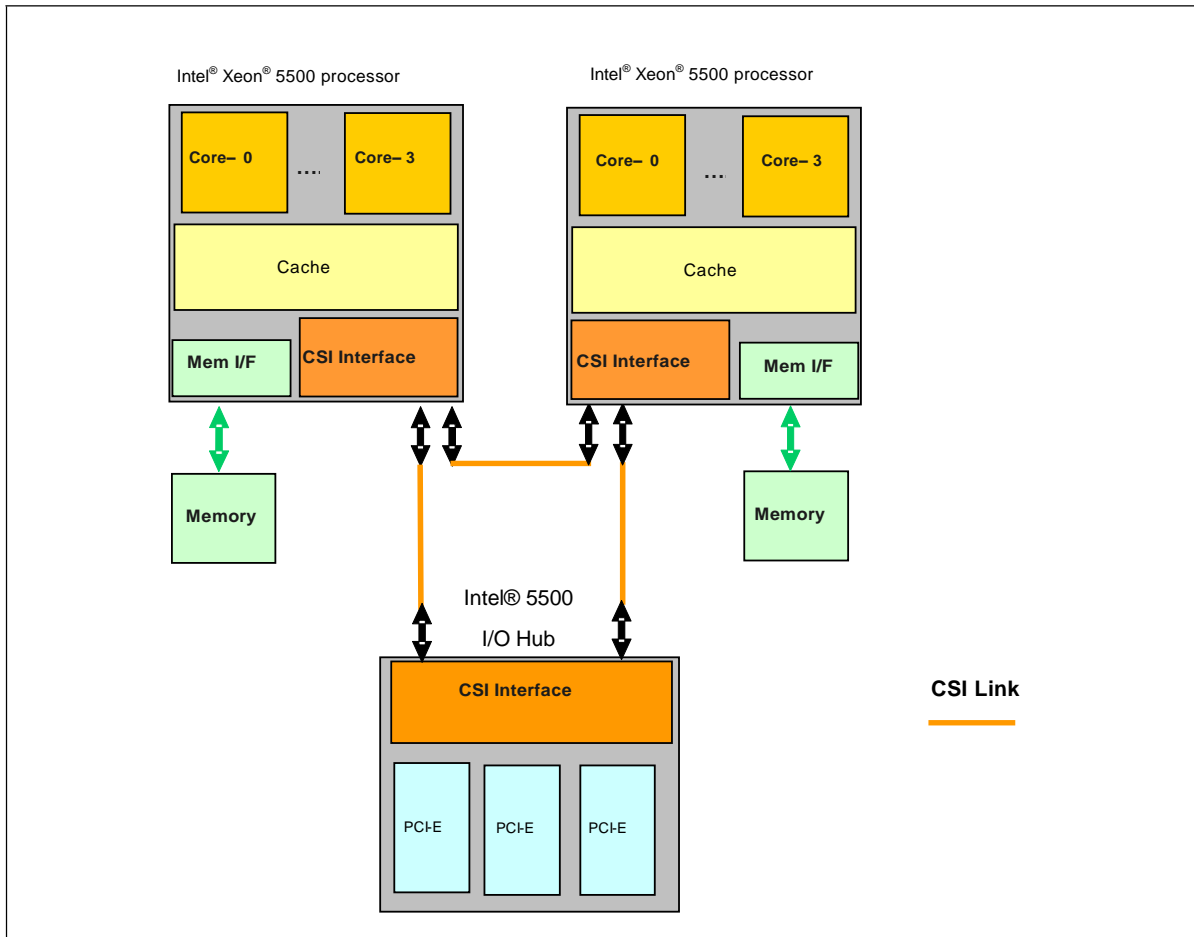 Intel® Xeon® 5500 processor
Intel® Xeon® 5500 processor
Core– 0
....
Core– 3
Core– 0
....
Core– 3
Cache
Cache
Mem I/F
CSI Interface
CSI Interface
Mem I/F
Memory
Memory
Intel® 5500
I/O Hub
CSI Interface
CSI Link
PCI-E
PCI-E
PCI-E